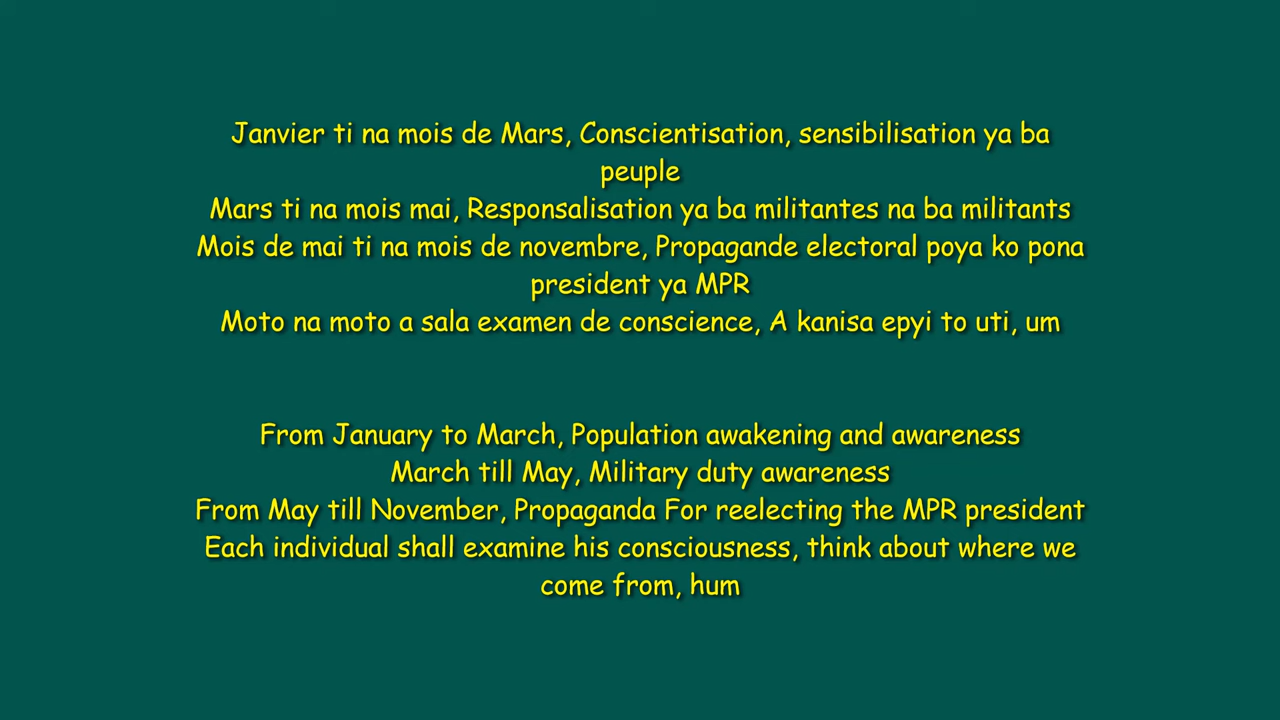 Janvier ti na mois de Mars, Conscientisation, sensibilisation ya ba
peuple
Mars ti na mois mai, Responsalisation ya ba militantes na ba militants
Mois de mai ti na mois de novembre, Propagande electoral poya ko pona
president ya MPR
Moto na moto a sala examen de conscience, A kanisa epyi to uti, um
From January to March, Population awakening and awareness
March till May, Military duty awareness
From May till November, Propaganda For reelecting the MPR president
Each individual shall examine his consciousness, think about where we
come from, hum